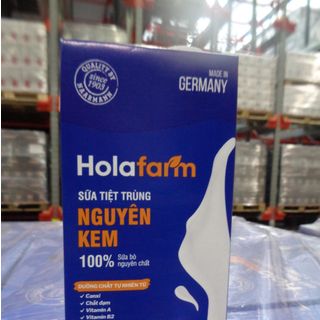 QUALITY BY
since
1903
NAARMANN
MADE IN
GERMANY
Holafarm
SỮA TIỆT TRÙNG
NGUYÊN
KEM
100%
Sữa bò
nguyên chất
DƯỠNG CHẤT TỰ NHIÊN TỪ
• Canxi
• Chất đạm
• Vitamin A
• Vitamin B2